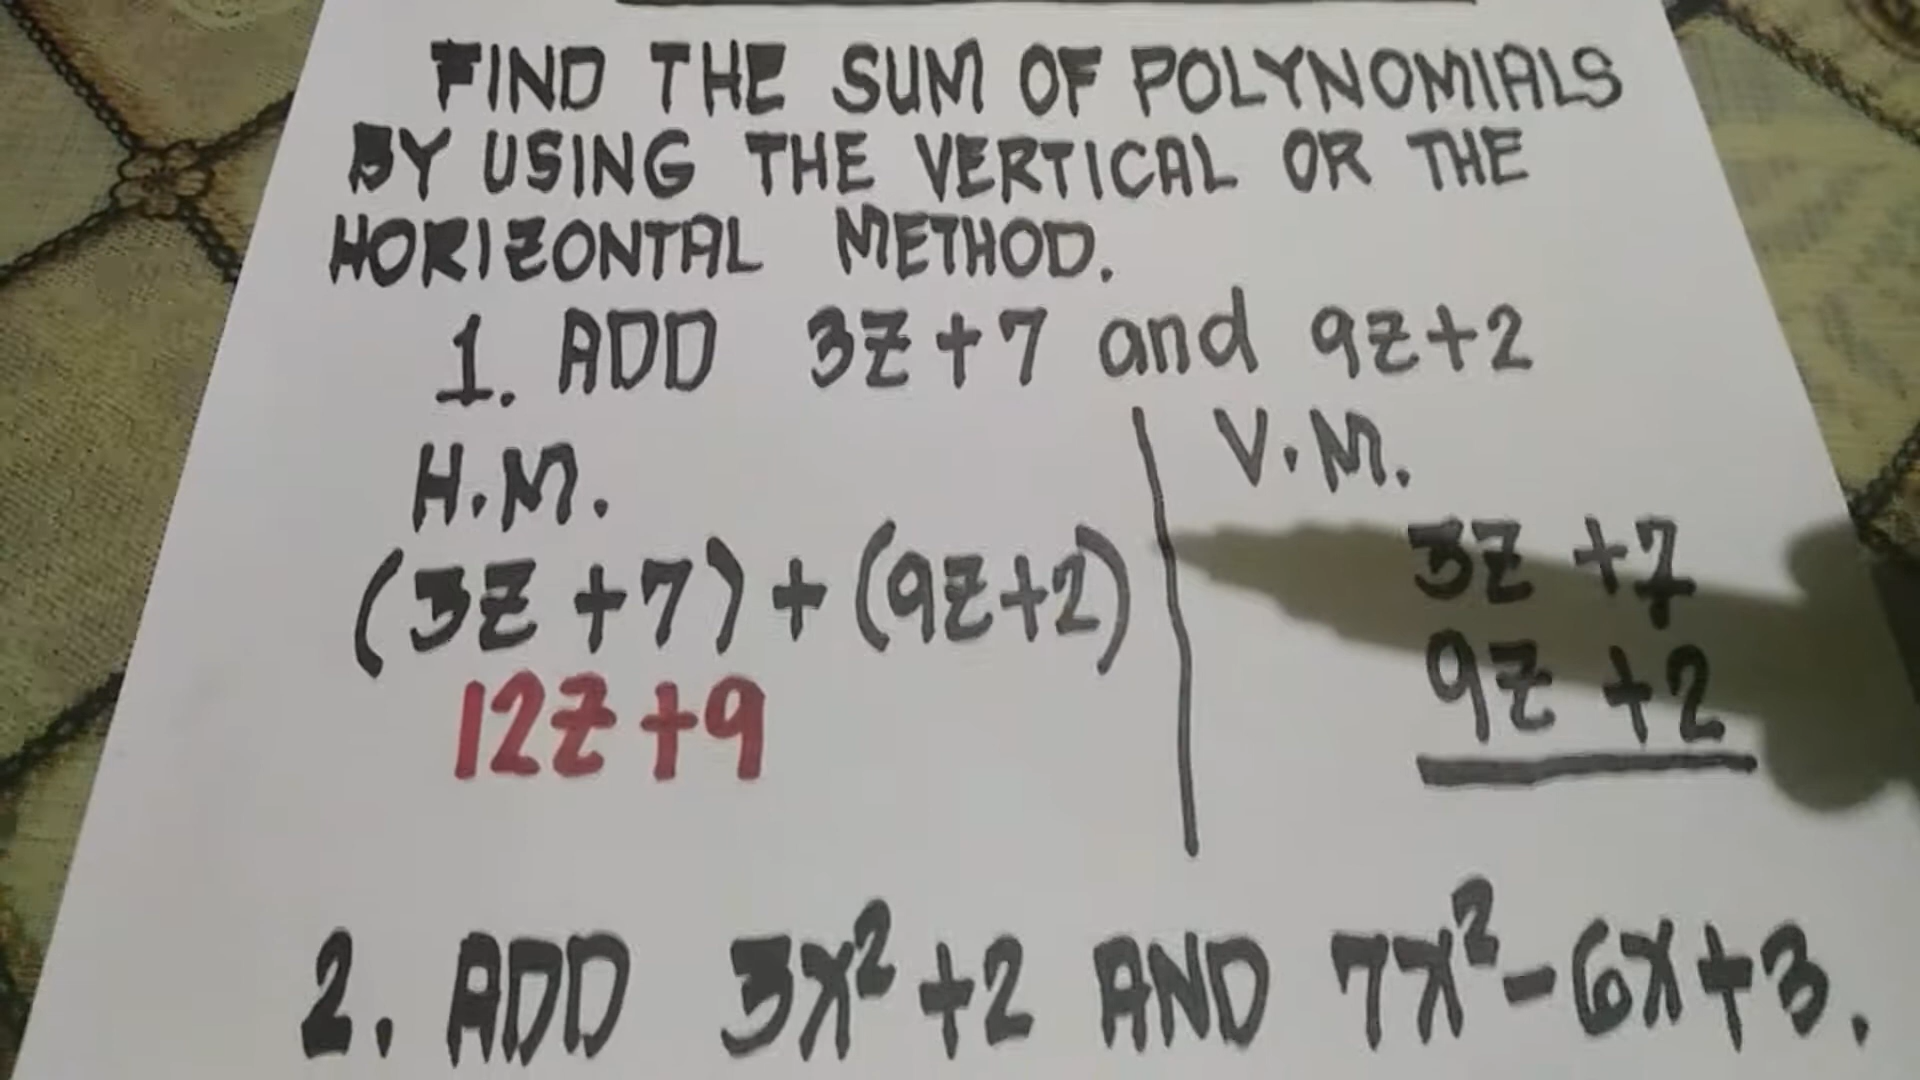 FIND THE SUM OF POLYNOMIALS
BY USING THE VERTICAL OR THE
HORIZONTAL METHOD.
1. ADD 3Z+7 and 9Z+2
H.M.
(3Z+7)+(9Z+2)
12Z+9
V.M.
3Z +7
9Z +2
2. ADD 3x²+2 AND 7x²-6x+3.